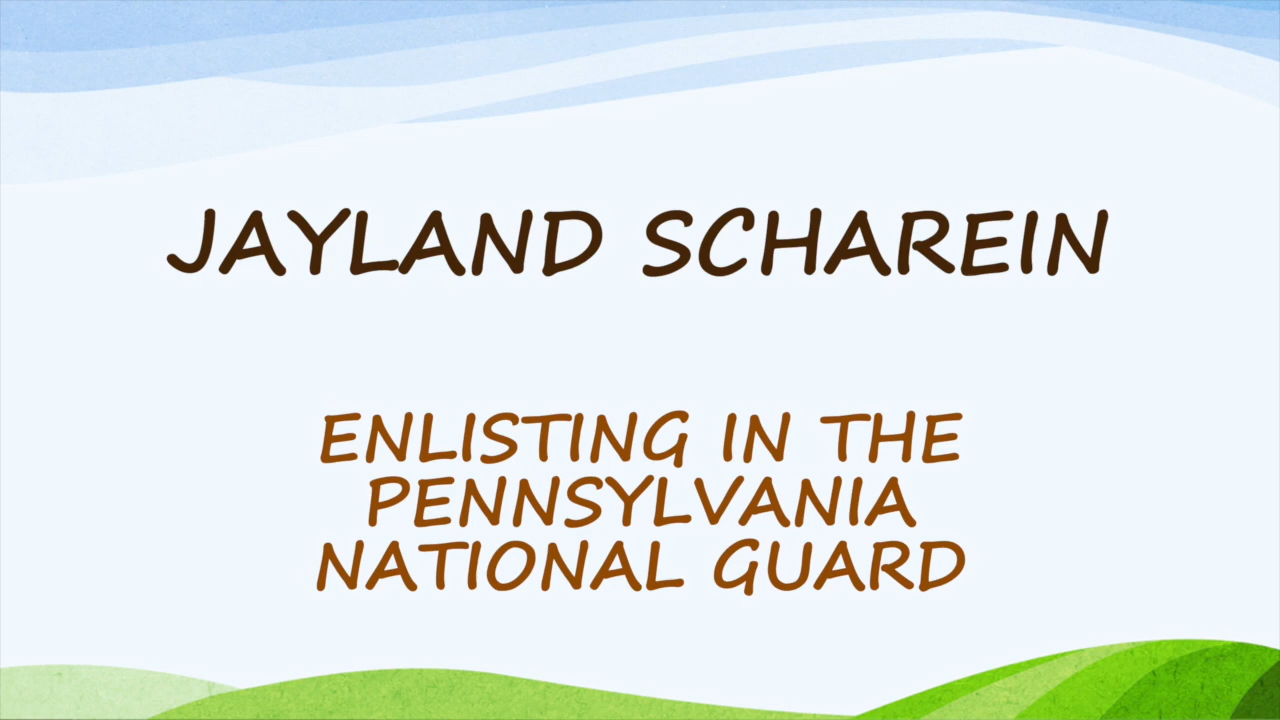 JAYLAND SCHAREIN
ENLISTING IN THE
PENNSYLVANIA
NATIONAL GUARD